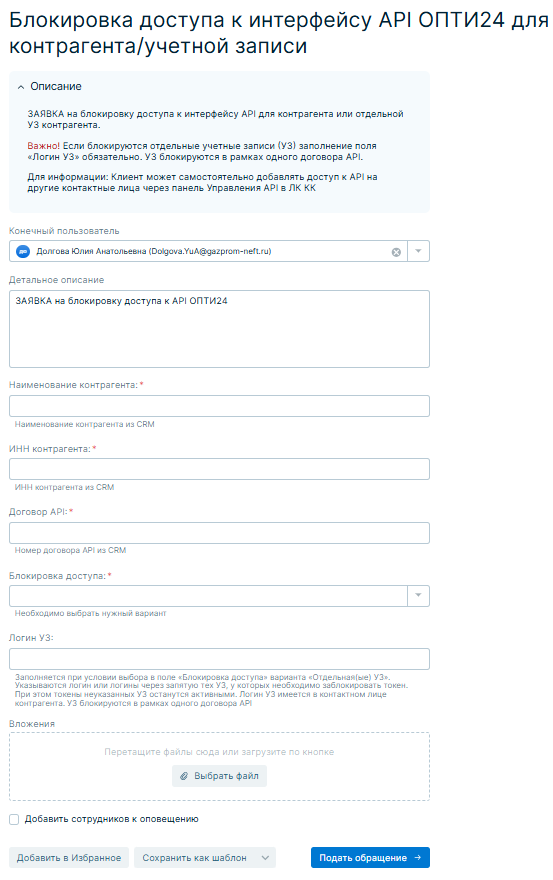 Блокировка доступа к интерфейсу API ОПТИ24 для
контрагента/учетной записи
Описание
ЗАЯВКА на блокировку доступа к интерфейсу API для контрагента или отдельной
УЗ контрагента.
Важно! Если блокируются отдельные учетные записи (УЗ) заполнение поля
«Логин УЗ» обязательно. УЗ блокируются в рамках одного договора API.
Для информации: Клиент может самостоятельно добавлять доступ к API на
другие контактные лица через панель Управления API в ЛК КК
Конечный пользователь
Долгова Юлия Анатольевна (Dolgova.YuA@gazprom-neft.ru)
Детальное описание
ЗАЯВКА на блокировку доступа к API ОПТИ24
Наименование контрагента:*
Наименование контрагента из CRM
ИНН контрагента:*
ИНН контрагента из CRM
Договор API:*
Номер договора API из CRM
Блокировка доступа:*
Необходимо выбрать нужный вариант
Логин УЗ:
Заполняется при условии выбора в поле «Блокировка доступа» варианта «Отдельная(ые) УЗ».
Указываются логин или логины через запятую тех УЗ, у которых необходимо заблокировать токен.
При этом токены неуказанных УЗ останутся активными. Логин УЗ имеется в контактном лице
контрагента. УЗ блокируются в рамках одного договора API
Вложения
Перетащите файлы сюда или загрузите по кнопке
Выбрать файл
Добавить сотрудников к оповещению
Добавить в Избранное
Сохранить как шаблон
Подать обращение →